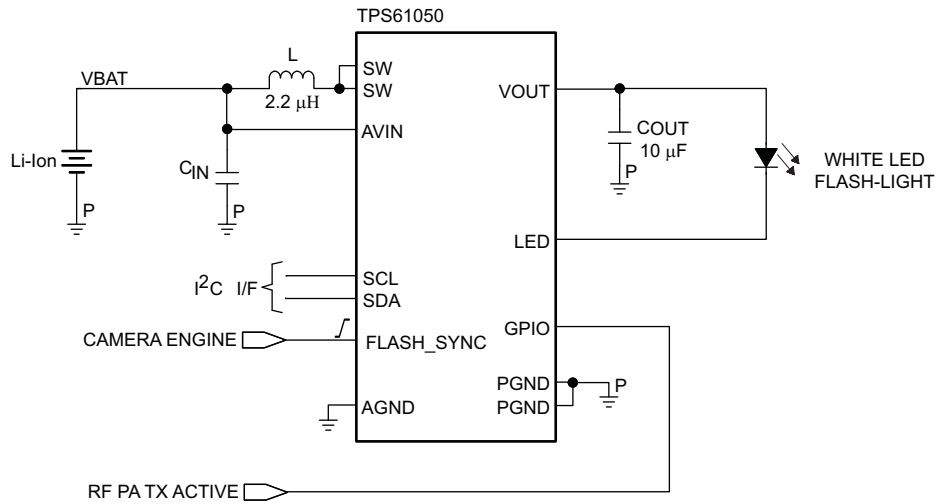 TPS61050
L
SW
VBAT
SW
2.2 μH
VOUT
AVIN
COUT
10 μF
Li-Ion
CIN
WHITE LED
FLASH-LIGHT
P
P
P
LED
SCL
I2C I/F
SDA
GPIO
CAMERA ENGINE
FLASH_SYNC
PGND
P
PGND
AGND
RF PA TX ACTIVE